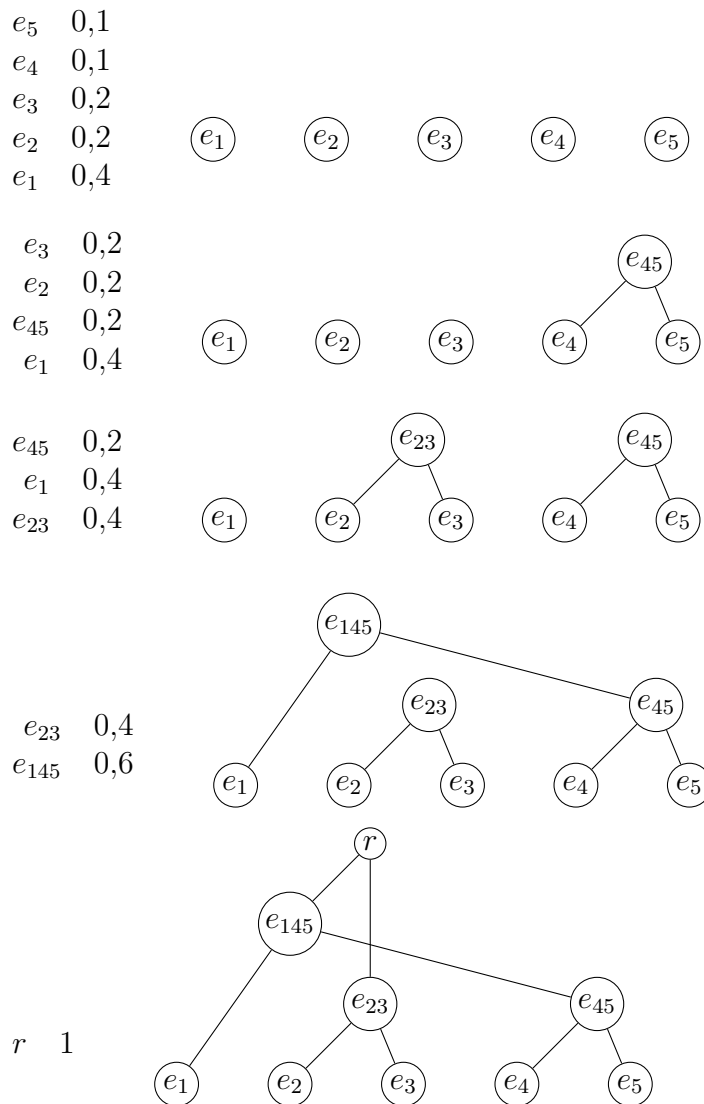 e₅ 0,1
e₄ 0,1
e₃ 0,2
e₂ 0,2
e₁ 0,4
e₁ e₂ e₃ e₄ e₅
e₃ 0,2
e₂ 0,2
e₄₅ 0,2
e₁ 0,4
e₄₅
e₁ e₂ e₃ e₄ e₅
e₄₅ 0,2
e₁ 0,4
e₂₃ 0,4
e₂₃ e₄₅
e₁ e₂ e₃ e₄ e₅
e₂₃ 0,4
e₁₄₅ 0,6
e₁₄₅
e₂₃ e₄₅
e₁ e₂ e₃ e₄ e₅
r 1
r
e₁₄₅
e₂₃ e₄₅
e₁ e₂ e₃ e₄ e₅